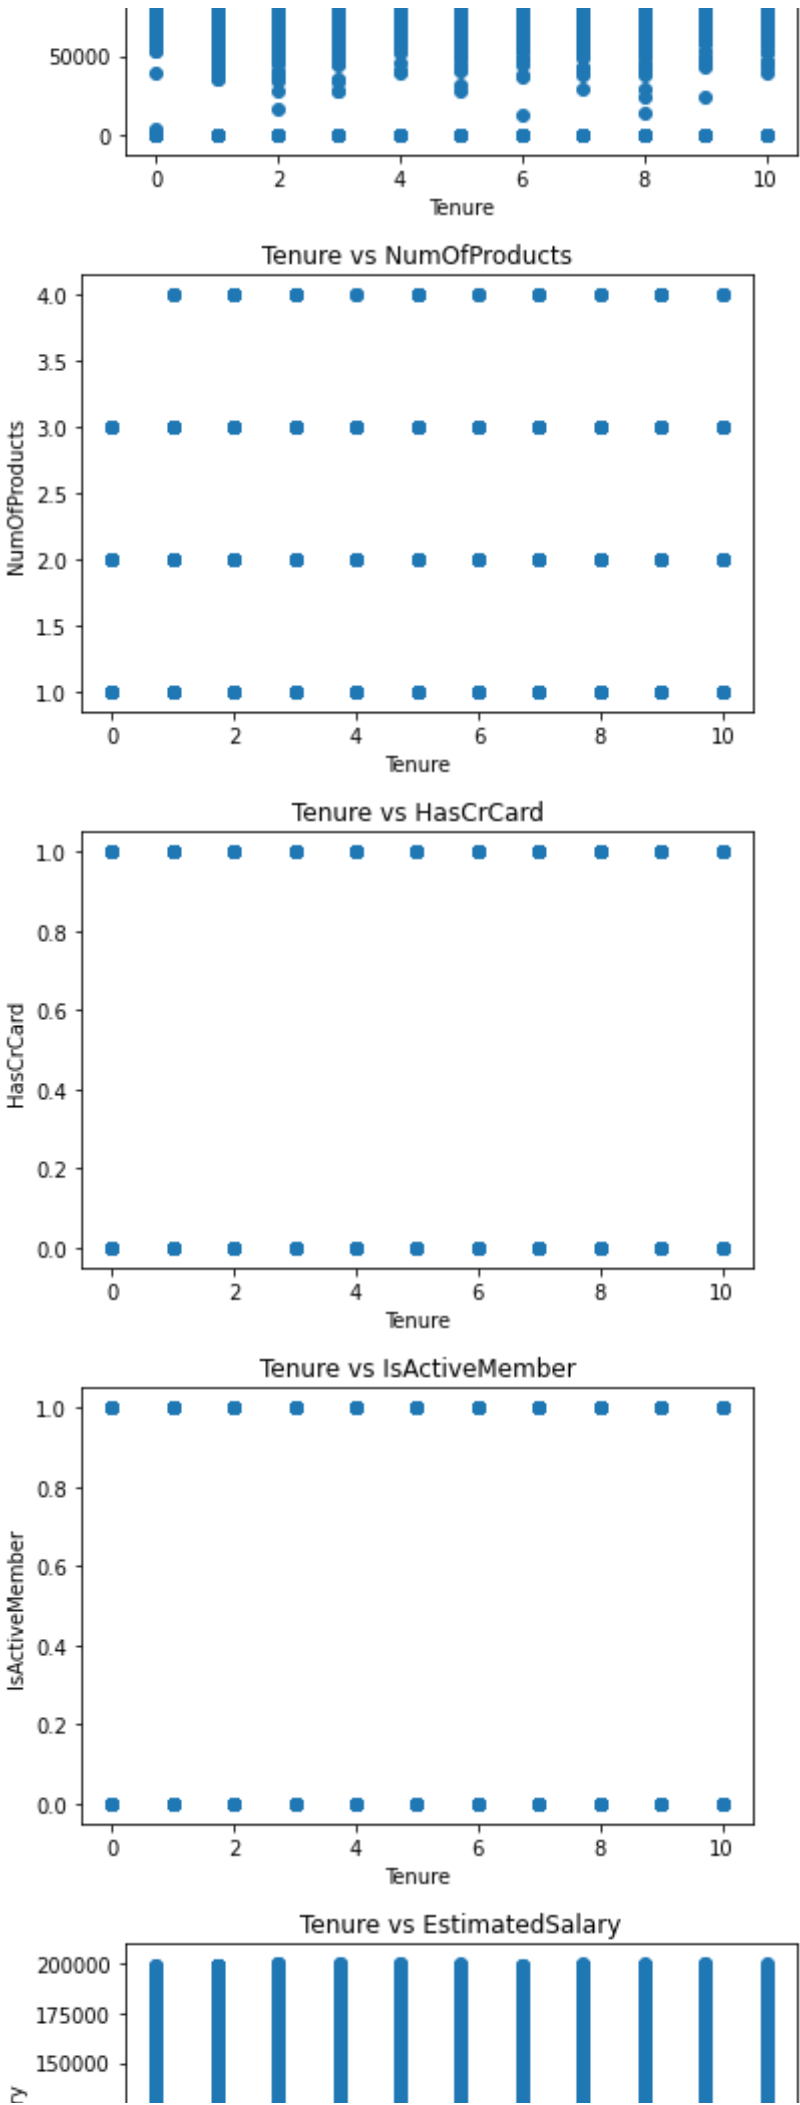 50000
0
0 2 4 6 8 10
Tenure
Tenure vs NumOfProducts
4.0
3.5
3.0
2.5
2.0
1.5
1.0
NumOfProducts
0 2 4 6 8 10
Tenure
Tenure vs HasCrCard
1.0
0.8
0.6
0.4
0.2
0.0
HasCrCard
0 2 4 6 8 10
Tenure
Tenure vs IsActiveMember
1.0
0.8
0.6
0.4
0.2
0.0
IsActiveMember
0 2 4 6 8 10
Tenure
Tenure vs EstimatedSalary
200000
175000
150000
ry